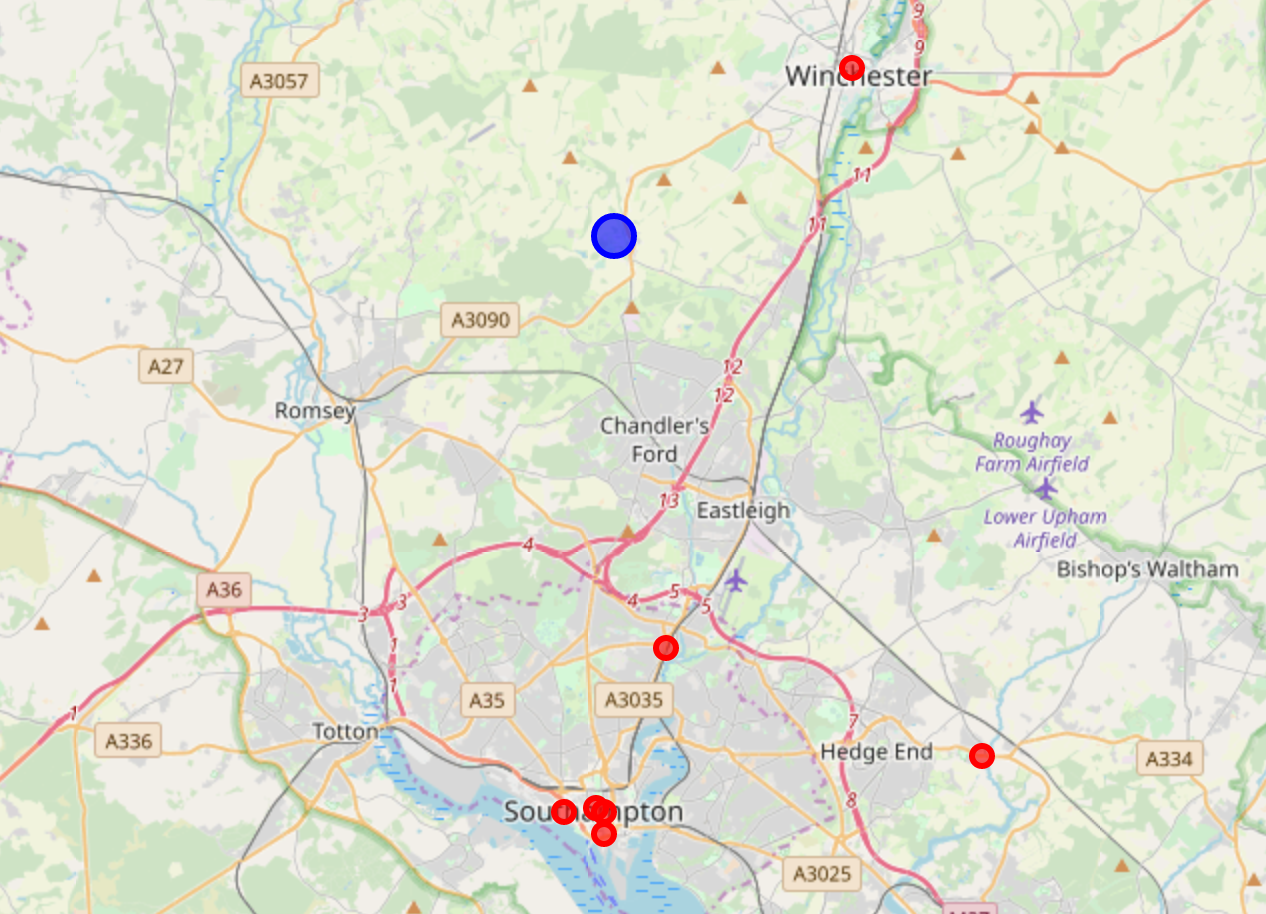 9
9
Winchester
A3057
11
11
A3090
A27
12
12
Romsey
Chandler's
Ford
Roughay
Farm Airfield
13
Eastleigh
Lower Upham
Airfield
4
Bishop's Waltham
A36
3
3
4
5
5
1
1
A35
A3035
1
A336
Totton
7
Hedge End
A334
8
Southampton
A3025